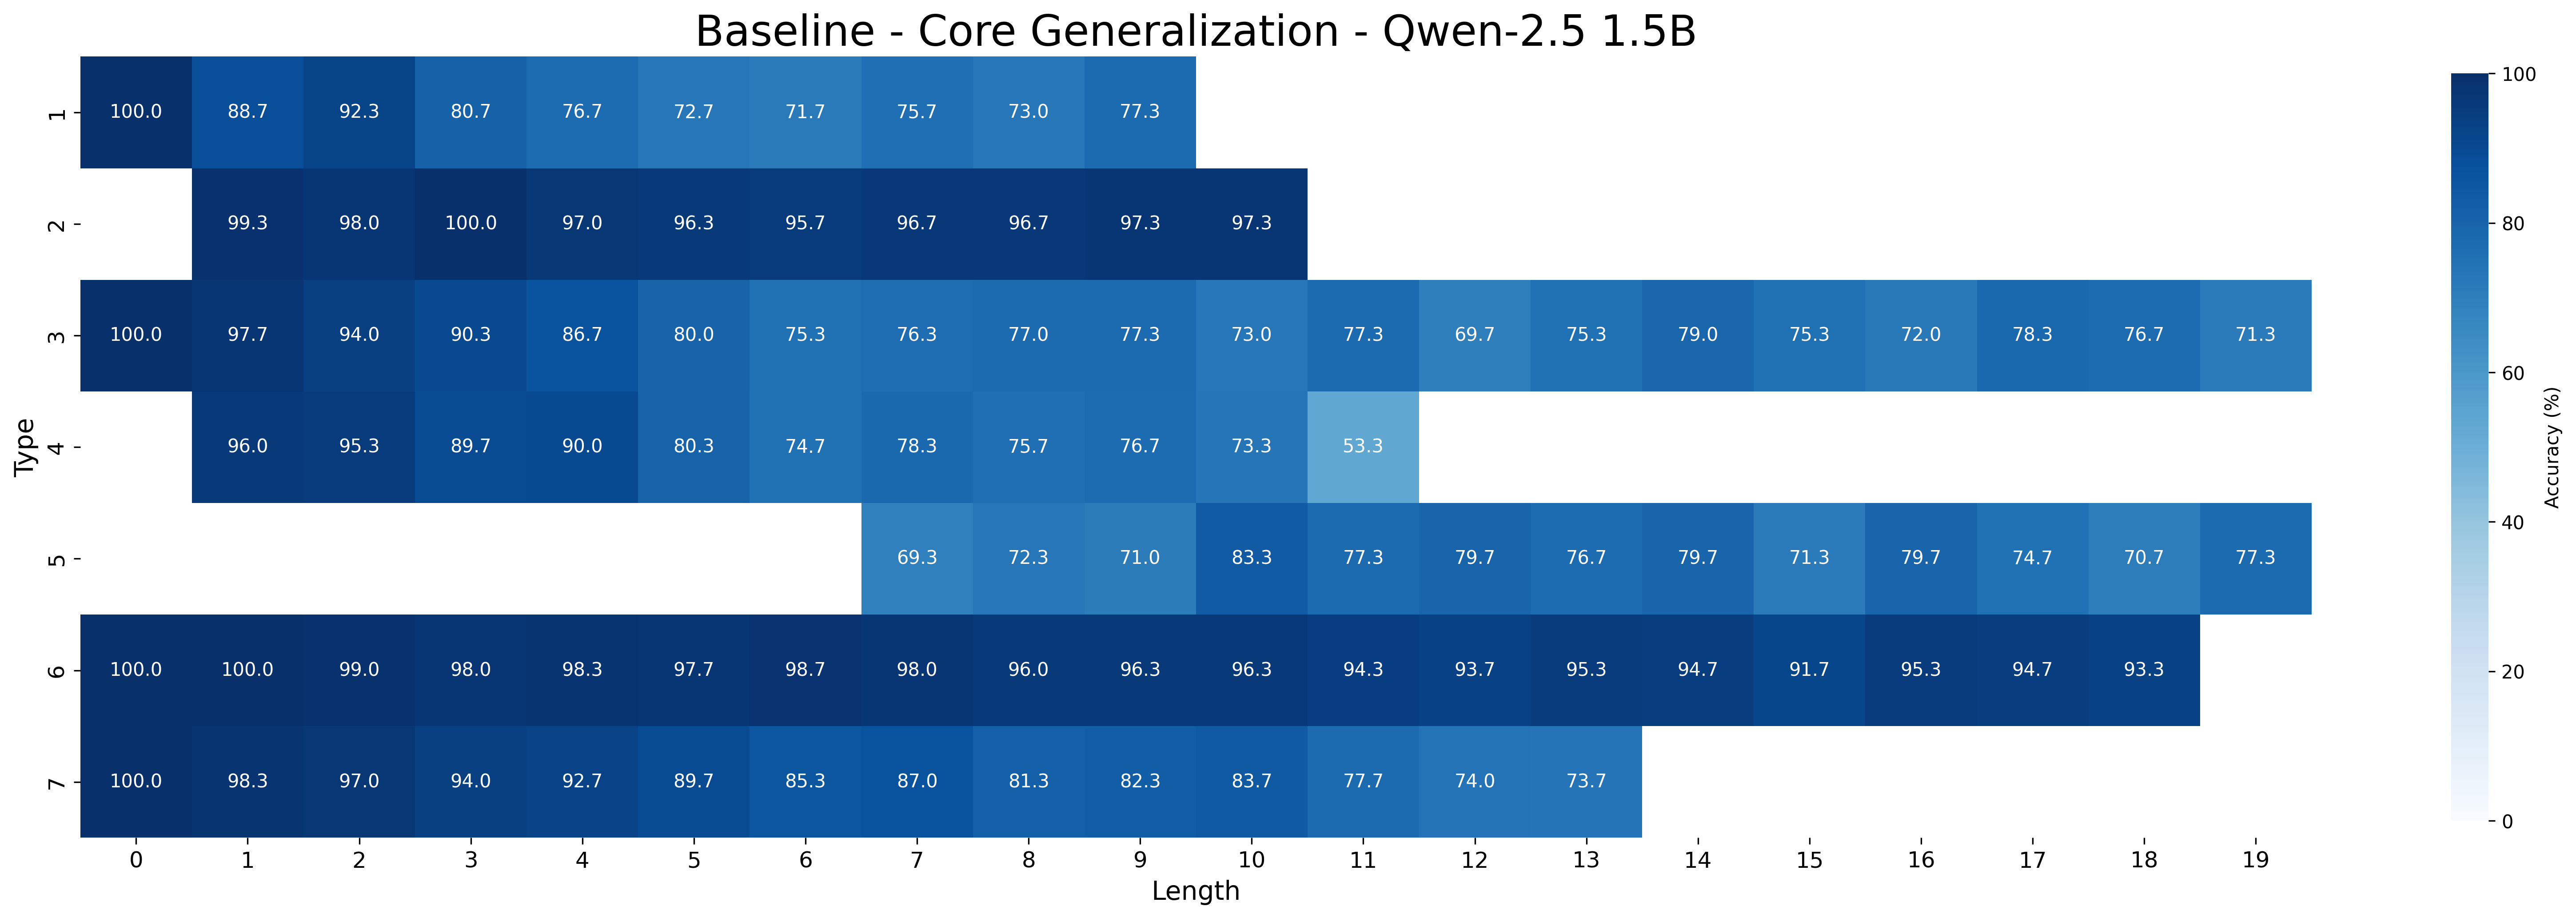 Baseline - Core Generalization - Qwen-2.5 1.5B
1 100.0 88.7 92.3 80.7 76.7 72.7 71.7 75.7 73.0 77.3
2 99.3 98.0 100.0 97.0 96.3 95.7 96.7 96.7 97.3 97.3
3 100.0 97.7 94.0 90.3 86.7 80.0 75.3 76.3 77.0 77.3 73.0 77.3 69.7 75.3 79.0 75.3 72.0 78.3 76.7 71.3
4 96.0 95.3 89.7 90.0 80.3 74.7 78.3 75.7 76.7 73.3 53.3
5 69.3 72.3 71.0 83.3 77.3 79.7 76.7 79.7 71.3 79.7 74.7 70.7 77.3
6 100.0 100.0 99.0 98.0 98.3 97.7 98.7 98.0 96.0 96.3 96.3 94.3 93.7 95.3 94.7 91.7 95.3 94.7 93.3
7 100.0 98.3 97.0 94.0 92.7 89.7 85.3 87.0 81.3 82.3 83.7 77.7 74.0 73.7
0 1 2 3 4 5 6 7 8 9 10 11 12 13 14 15 16 17 18 19
Length
Type
100
80
60
40
20
0
Accuracy (%)